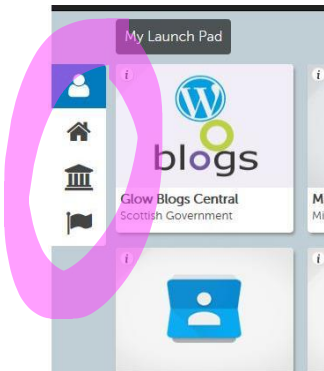 My Launch Pad
i
i
blogs
Glow Blogs Central
Scottish Government
M
Mi
i
i